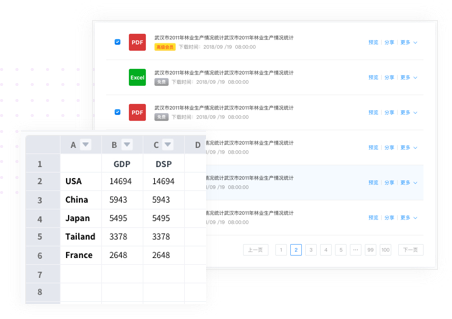 PDF 武汉市2011年林业生产情况统计武汉市2011年林业生产情况统计 预览 分享 更多
下载时间：2018/09 /19 08:00:00
Excel 武汉市2011年林业生产情况统计武汉市2011年林业生产情况统计 预览 分享 更多
免费 下载时间：2018/09 /19 08:00:00
PDF 武汉市2011年林业生产情况统计武汉市2011年林业生产情况统计 预览 分享 更多
免费 下载时间：2018/09 /19 08:00:00
产情况统计武汉市2011年林业生产情况统计 预览 分享 更多
/09 /19 08:00:00
产情况统计武汉市2011年林业生产情况统计 预览 分享 更多
/09 /19 08:00:00
产情况统计武汉市2011年林业生产情况统计 预览 分享 更多
/09 /19 08:00:00
上一页 1 2 3 4 5 ··· 99 100 下一页
A B C D
1 GDP DSP
2 USA 14694 14694
3 China 5943 5943
4 Japan 5495 5495
5 Tailand 3378 3378
6 France 2648 2648
7
8